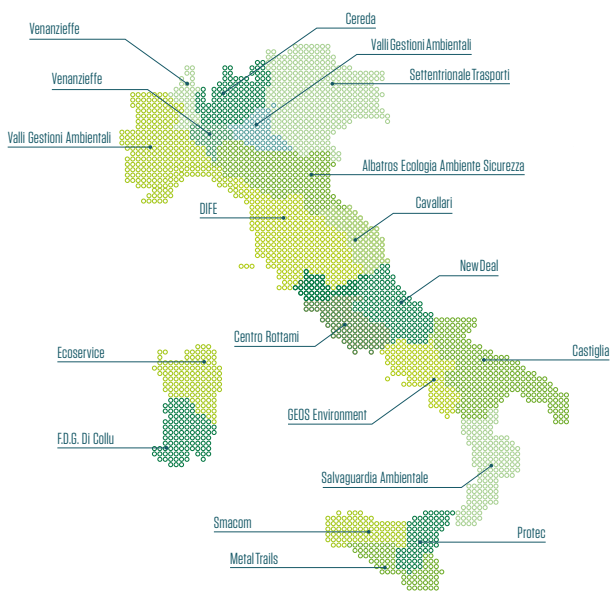 Cereda
Venanzieffe
Valli Gestioni Ambientali
Venanzieffe
Settentrionale Trasporti
Valli Gestioni Ambientali
Albatros Ecologia Ambiente Sicurezza
DIFE
Cavallari
New Deal
Centro Rottami
Ecoservice
Castiglia
GEOS Environment
F.D.G. Di Collu
Salvaguardia Ambientale
Smacom
Protec
Metal Trails